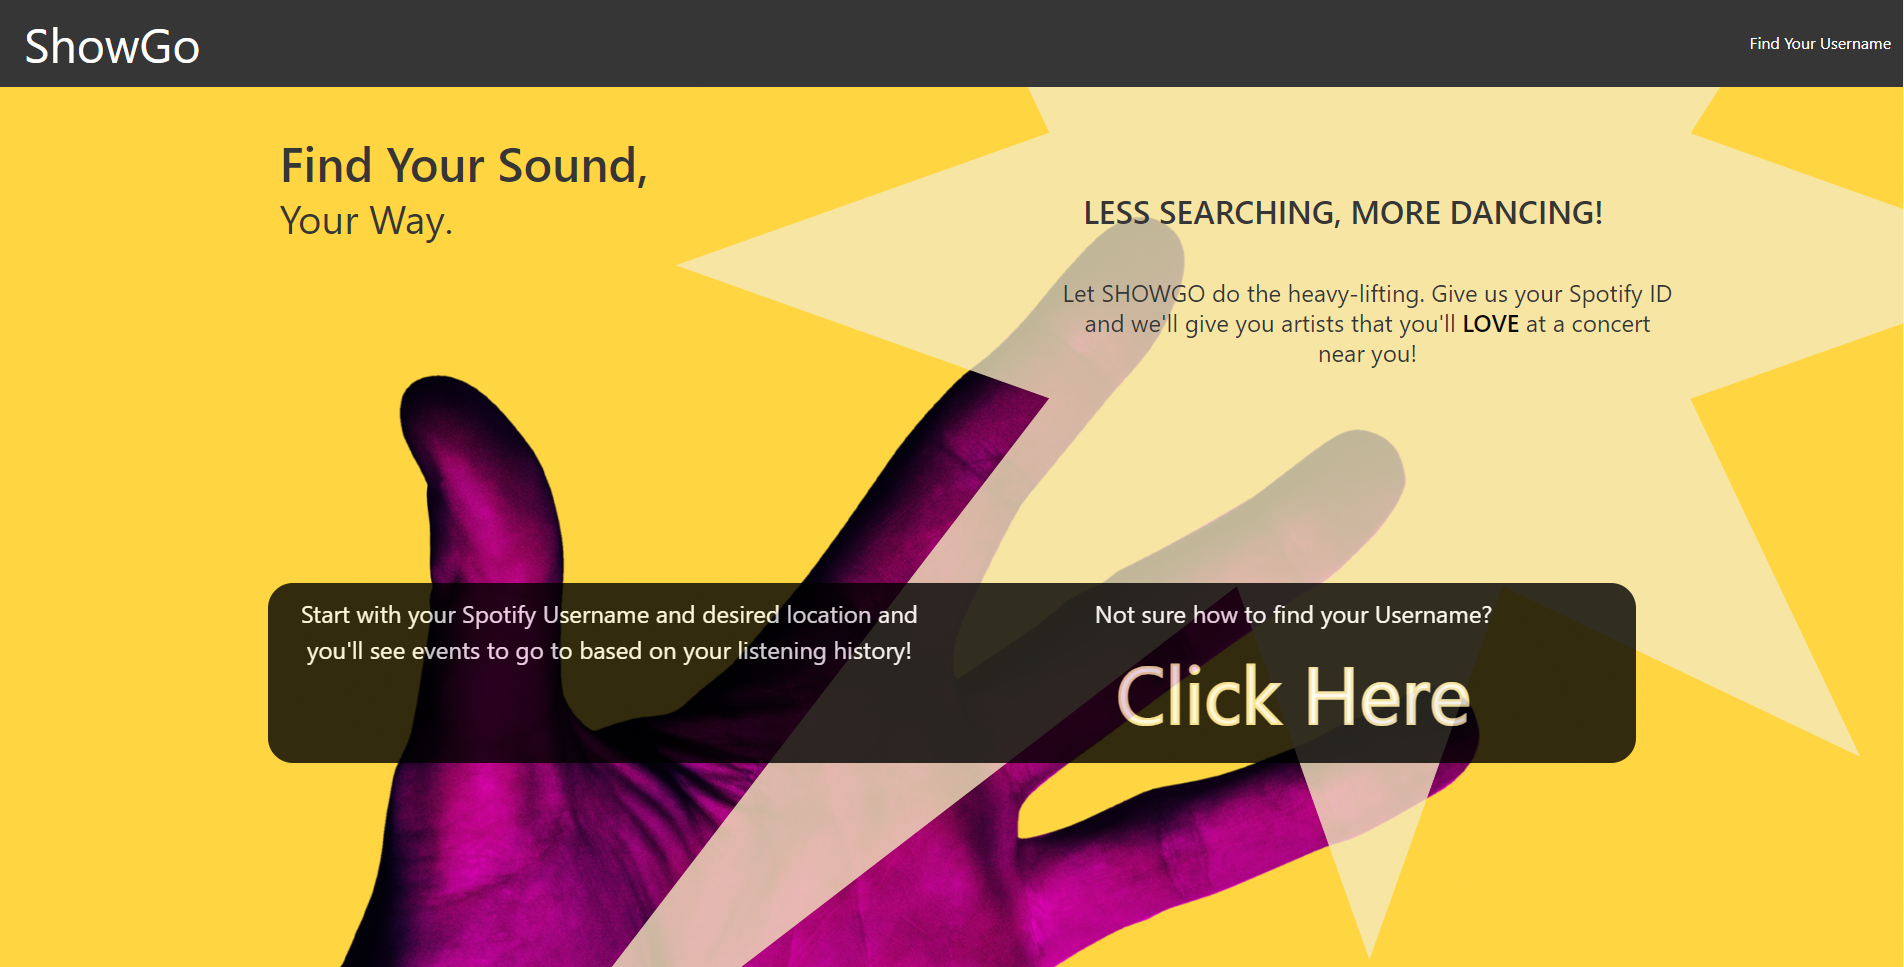 ShowGo
Find Your Username
Find Your Sound,
Your Way.
LESS SEARCHING, MORE DANCING!
Let SHOWGO do the heavy-lifting. Give us your Spotify ID
and we'll give you artists that you'll LOVE at a concert
near you!
Start with your Spotify Username and desired location and
you'll see events to go to based on your listening history!
Not sure how to find your Username?
Click Here